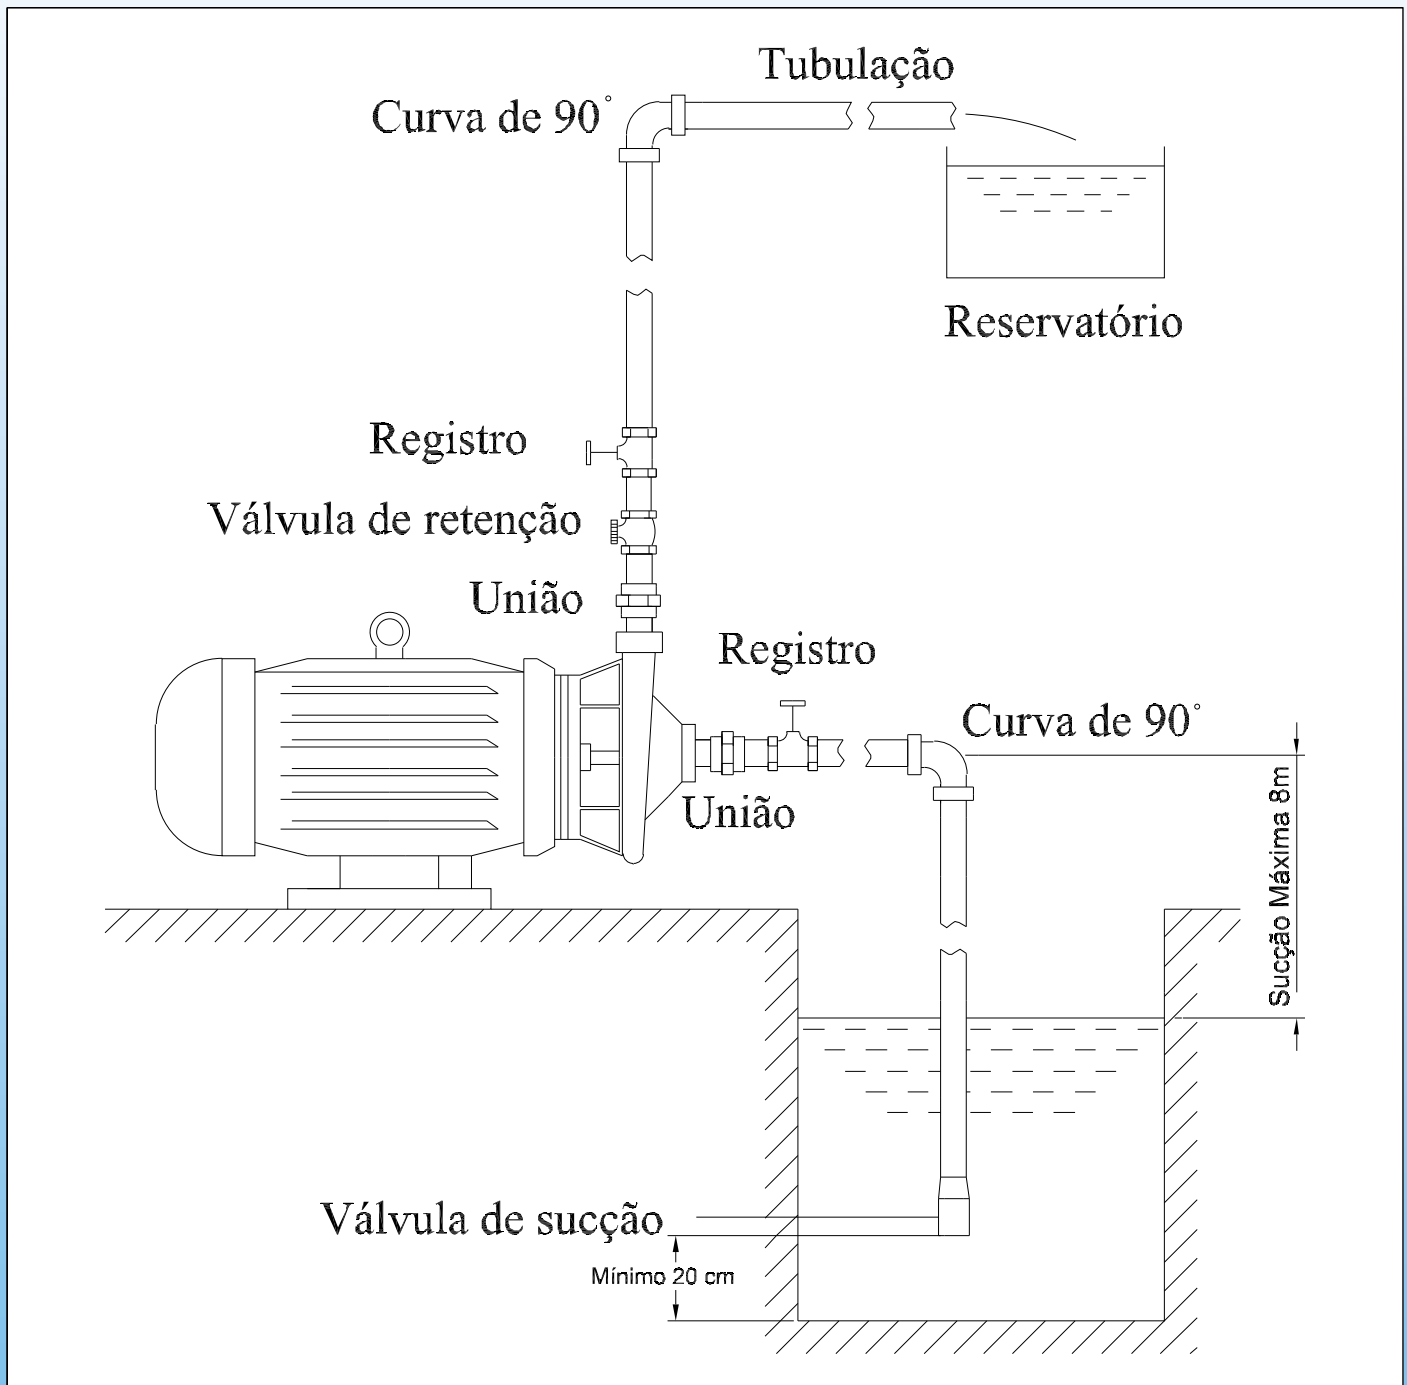 Tubulação
Curva de 90°
Reservatório
Registro
Válvula de retenção
União
Registro
Curva de 90°
União
Sucção Máxima 8m
Válvula de sucção
Mínimo 20 cm